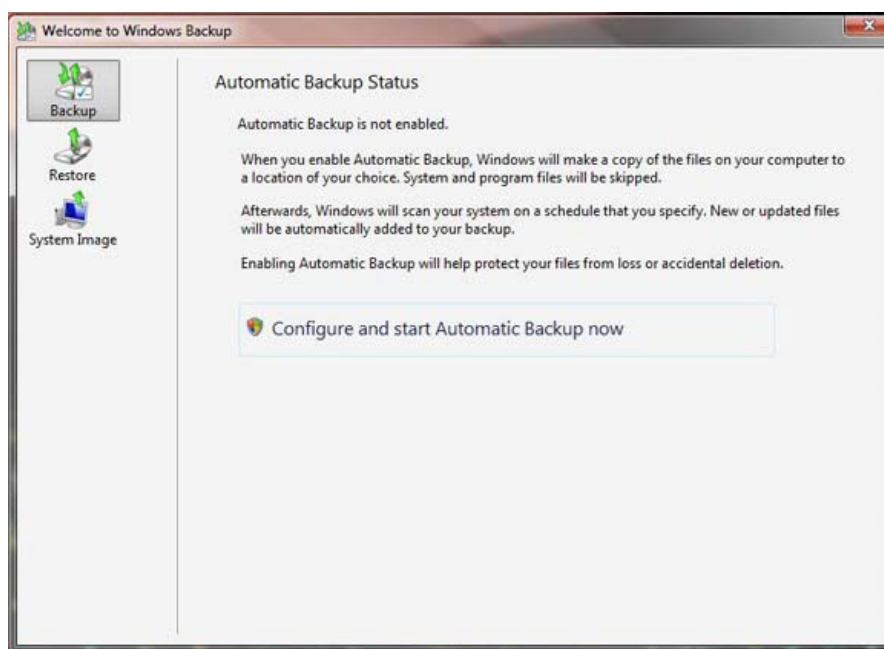 Welcome to Windows Backup
Backup
Restore
System Image
Automatic Backup Status
Automatic Backup is not enabled.
When you enable Automatic Backup, Windows will make a copy of the files on your computer to
a location of your choice. System and program files will be skipped.
Afterwards, Windows will scan your system on a schedule that you specify. New or updated files
will be automatically added to your backup.
Enabling Automatic Backup will help protect your files from loss or accidental deletion.
Configure and start Automatic Backup now